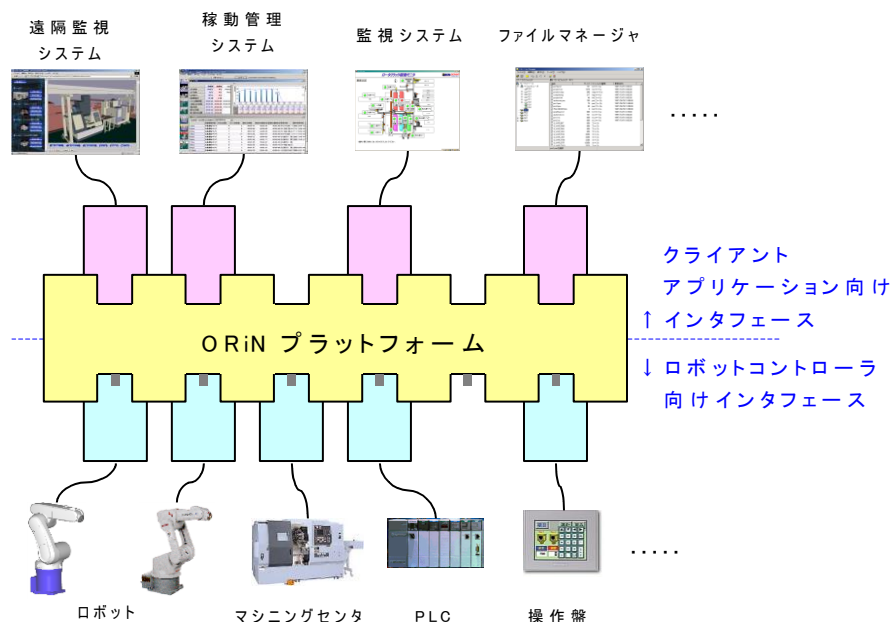 遠隔監視
システム
稼動管理
システム
監視システム
ファイルマネージャ
.....
クライアント
アプリケーション向け
↑ インタフェース
ORiN プラットフォーム
↓ ロボットコントローラ
向けインタフェース
.....
ロボット
マシニングセンタ
PLC
操作盤